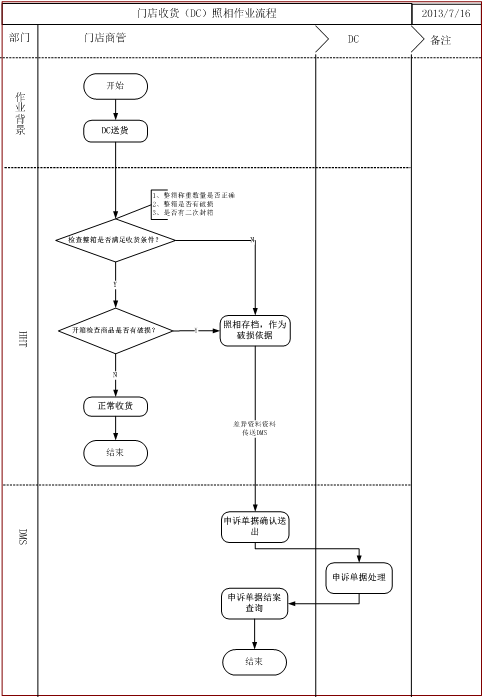 门店收货（DC）照相作业流程
2013/7/16
部门
门店商管
DC
备注
作业背景
开始
DC送货
1、整箱称重数量是否正确
2、整箱是否有破损
3、是否有二次封箱
检查整箱是否满足收货条件？
N
Y
HHT
开箱检查商品是否有破损？
照相存档，作为
破损依据
N
正常收货
结束
差异资料资料
传送DMS
DMS
申诉单据确认送
出
申诉单据处理
申诉单据结案
查询
结束